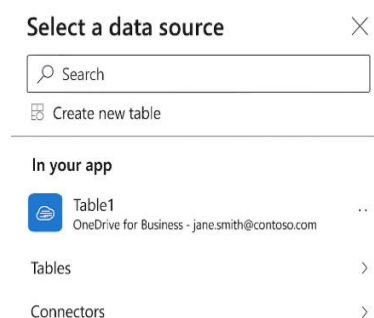 Select a data source
Search
Create new table
In your app
Table1
OneDrive for Business - jane.smith@contoso.com
Tables
Connectors